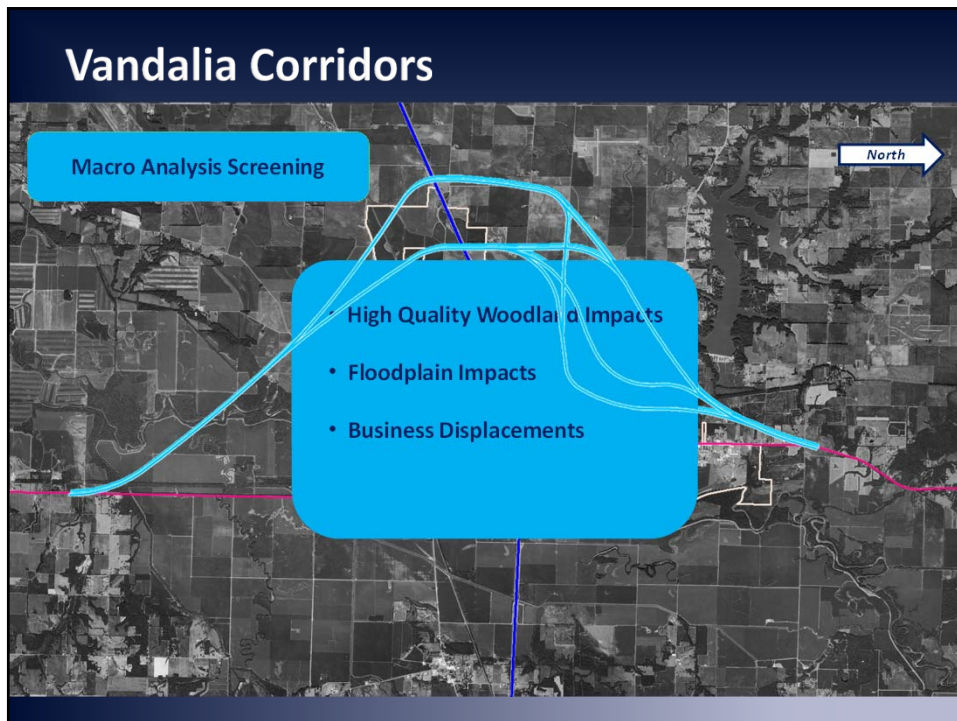 Vandalia Corridors
Macro Analysis Screening
North
• High Quality Woodland Impacts
• Floodplain Impacts
• Business Displacements